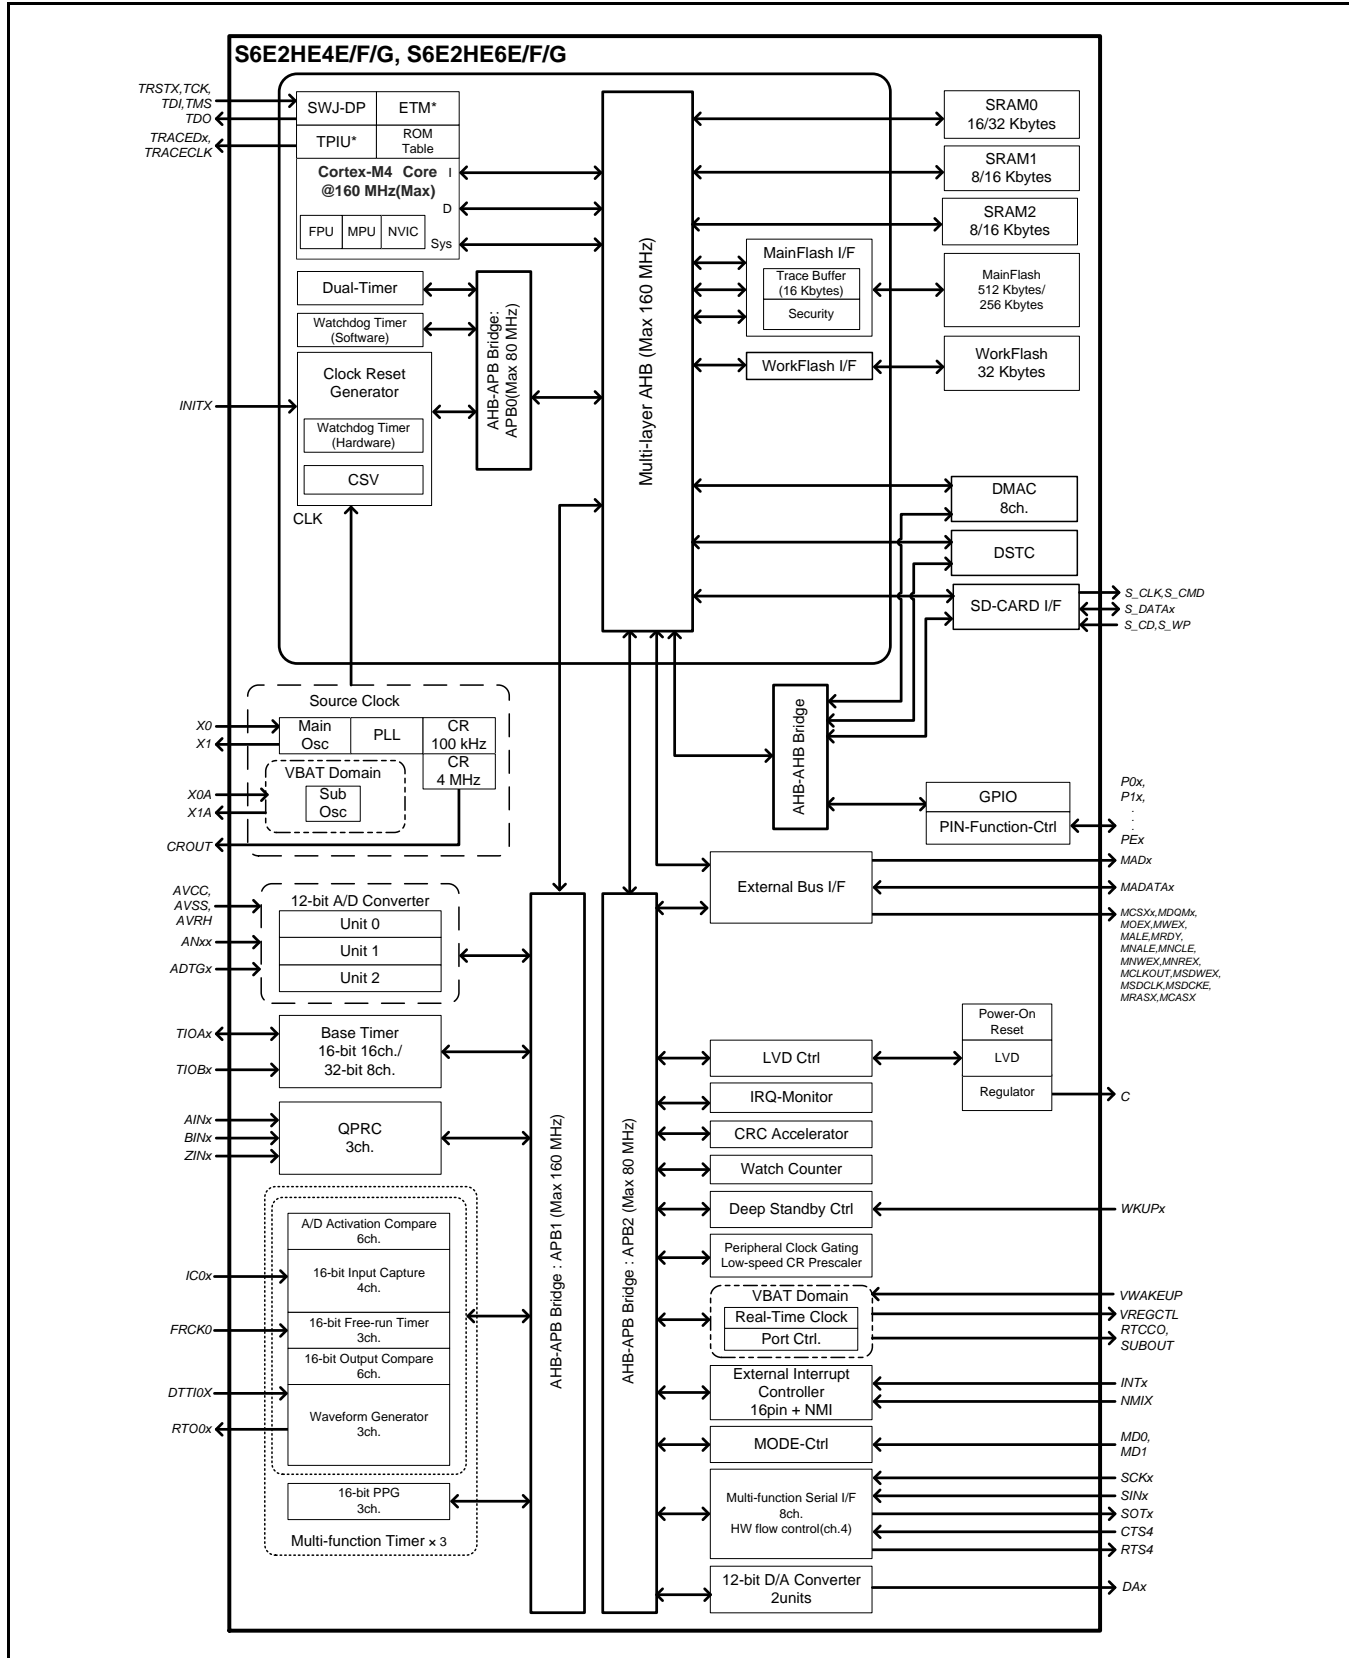 S6E2HE4E/F/G, S6E2HE6E/F/G
TRSTX,TCK,
TDI,TMS
TDO
TRACEDx,
TRACECLK
SWJ-DP
ETM*
TPIU*
ROM
Table
Cortex-M4 Core
@160 MHz(Max)
I
D
Sys
FPU
MPU
NVIC
Dual-Timer
Watchdog Timer
(Software)
Clock Reset
Generator
Watchdog Timer
(Hardware)
CSV
CLK
INITX
AHB-APB Bridge:
APB0(Max 80 MHz)
Multi-layer AHB (Max 160 MHz)
SRAM0
16/32 Kbytes
SRAM1
8/16 Kbytes
SRAM2
8/16 Kbytes
MainFlash I/F
Trace Buffer
(16 Kbytes)
Security
MainFlash
512 Kbytes/
256 Kbytes
WorkFlash I/F
WorkFlash
32 Kbytes
DMAC
8ch.
DSTC
SD-CARD I/F
S_CLK,S_CMD
S_DATAx
S_CD,S_WP
Source Clock
X0
X1
Main
Osc
PLL
CR
100 kHz
CR
4 MHz
VBAT Domain
Sub
Osc
X0A
X1A
CROUT
AHB-AHB Bridge
GPIO
PIN-Function-Ctrl
P0x,
P1x,
.
.
PEx
External Bus I/F
MADx
MADATAx
MCSXx,MDQMx,
MOEX,MWEX,
MALE,MRDY,
MNALE,MNCLE,
MNWEX,MNREX,
MCLKOUT,MSDWEX,
MSDCLK,MSDCKE,
MRASX,MCASX
AVCC,
AVSS,
AVRH
ANxx
ADTGx
12-bit A/D Converter
Unit 0
Unit 1
Unit 2
TIOAx
TIOBx
Base Timer
16-bit 16ch./
32-bit 8ch.
AINx
BINx
ZINx
QPRC
3ch.
A/D Activation Compare
6ch.
IC0x
16-bit Input Capture
4ch.
FRCK0
16-bit Free-run Timer
3ch.
16-bit Output Compare
6ch.
DTTI0X
RTO0x
Waveform Generator
3ch.
16-bit PPG
3ch.
Multi-function Timer × 3
AHB-APB Bridge : APB1 (Max 160 MHz)
AHB-APB Bridge : APB2 (Max 80 MHz)
LVD Ctrl
Power-On
Reset
LVD
Regulator
C
IRQ-Monitor
CRC Accelerator
Watch Counter
Deep Standby Ctrl
WKUPx
Peripheral Clock Gating
Low-speed CR Prescaler
VBAT Domain
Real-Time Clock
Port Ctrl.
VWAKEUP
VREGCTL
RTCCO,
SUBOUT
External Interrupt
Controller
16pin + NMI
INTx
NMIX
MODE-Ctrl
MD0,
MD1
Multi-function Serial I/F
8ch.
HW flow control(ch.4)
SCKx
SINx
SOTx
CTS4
RTS4
12-bit D/A Converter
2units
DAx